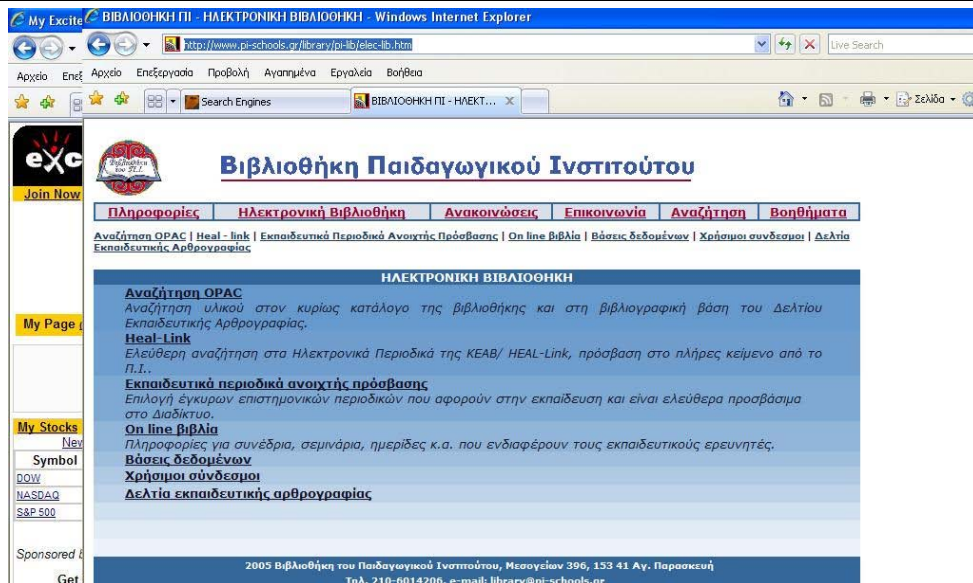 My Excite
ΒΙΒΛΙΟΘΗΚΗ ΠΙ - ΗΛΕΚΤΡΟΝΙΚΗ ΒΙΒΛΙΟΘΗΚΗ - Windows Internet Explorer
http://www.pi-schools.gr/library/pi-lib/elec-lib.htm
Live Search
Αρχείο Επεξ
Αρχείο Επεξεργασία Προβολή Αγαπημένα Εργαλεία Βοήθεια
Search Engines
ΒΙΒΛΙΟΘΗΚΗ ΠΙ - ΗΛΕΚΤ...
Σελίδα
exc
Join Now
Βιβλιοθήκη του Π.Ι.
Βιβλιοθήκη Παιδαγωγικού Ινστιτούτου
Πληροφορίες Ηλεκτρονική Βιβλιοθήκη Ανακοινώσεις Επικοινωνία Αναζήτηση Βοηθήματα
Αναζήτηση OPAC | Heal - link | Εκπαιδευτικά Περιοδικά Ανοιχτής Πρόσβασης | On line βιβλία | Βάσεις δεδομένων | Χρήσιμοι συνδεσμοι | Δελτία
Εκπαιδευτικής Αρθρογραφίας
ΗΛΕΚΤΡΟΝΙΚΗ ΒΙΒΛΙΟΘΗΚΗ
Αναζήτηση OPAC
Αναζήτηση υλικού στον κυρίως κατάλογο της βιβλιοθήκης και στη βιβλιογραφική βάση του Δελτίου
Εκπαιδευτικής Αρθρογραφίας.
Heal-Link
Ελεύθερη αναζήτηση στα Ηλεκτρονικά Περιοδικά της ΚΕΑΒ/ HEAL-Link, πρόσβαση στο πλήρες κείμενο από το
Π.Ι..
Εκπαιδευτικά περιοδικά ανοιχτής πρόσβασης
Επιλογή έγκυρων επιστημονικών περιοδικών που αφορούν στην εκπαίδευση και είναι ελεύθερα προσβάσιμα
στο Διαδίκτυο.
On line βιβλία
Πληροφορίες για συνέδρια, σεμινάρια, ημερίδες κ.α. που ενδιαφέρουν τους εκπαιδευτικούς ερευνητές.
Βάσεις δεδομένων
Χρήσιμοι σύνδεσμοι
Δελτία εκπαιδευτικής αρθρογραφίας
My Page
My Stocks
New
Symbol
DOW
NASDAQ
S&P 500
Sponsored
Get
2005 Βιβλιοθήκη του Παιδαγωγικού Ινστιτούτου, Μεσογείων 396, 153 41 Αγ. Παρασκευή
Τηλ. 210-6014206, e-mail: library@pi-schools.gr